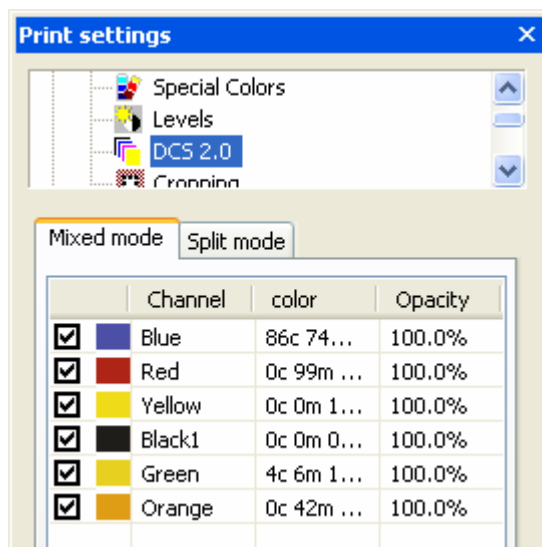 Print settings
Special Colors
Levels
DCS 2.0
Cropping
Mixed mode Split mode
Channel color Opacity
Blue 86c 74... 100.0%
Red 0c 99m ... 100.0%
Yellow 0c 0m 1... 100.0%
Black1 0c 0m 0... 100.0%
Green 4c 6m 1... 100.0%
Orange 0c 42m ... 100.0%